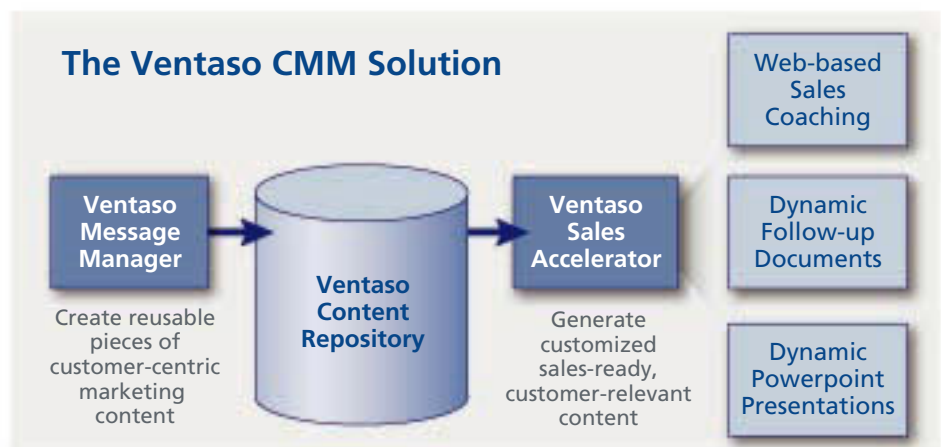 The Ventaso CMM Solution
Ventaso
Message
Manager
Create reusable
pieces of
customer-centric
marketing
content
Ventaso
Content
Repository
Ventaso
Sales
Accelerator
Generate
customized
sales-ready,
customer-relevant
content
Web-based
Sales
Coaching
Dynamic
Follow-up
Documents
Dynamic
Powerpoint
Presentations